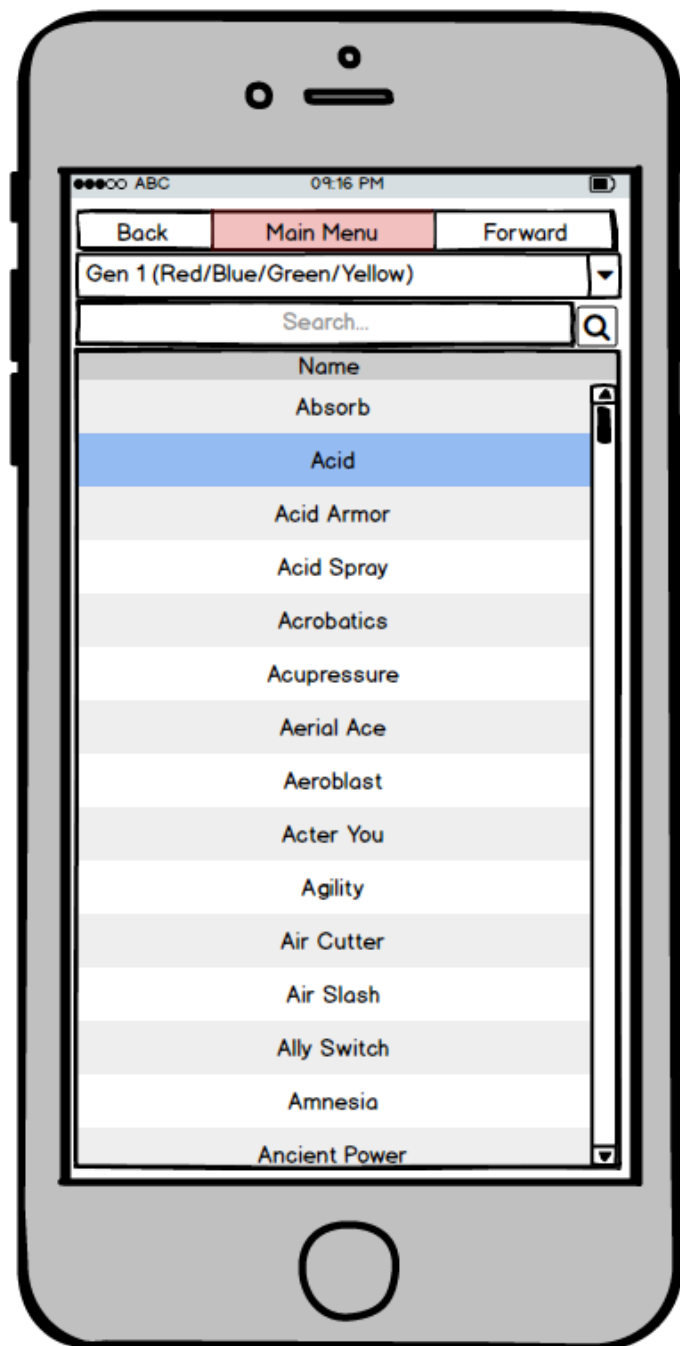 ABC 09:16 PM
Back Main Menu Forward
Gen 1 (Red/Blue/Green/Yellow)
Search...
Name
Absorb
Acid
Acid Armor
Acid Spray
Acrobatics
Acupressure
Aerial Ace
Aeroblast
Acter You
Agility
Air Cutter
Air Slash
Ally Switch
Amnesia
Ancient Power